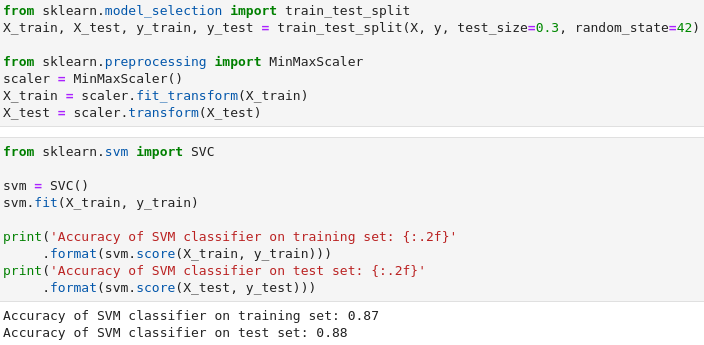 from sklearn.model_selection import train_test_split
X_train, X_test, y_train, y_test = train_test_split(X, y, test_size=0.3, random_state=42)
from sklearn.preprocessing import MinMaxScaler
scaler = MinMaxScaler()
X_train = scaler.fit_transform(X_train)
X_test = scaler.transform(X_test)
from sklearn.svm import SVC
svm = SVC()
svm.fit(X_train, y_train)
print('Accuracy of SVM classifier on training set: {:.2f}'
     .format(svm.score(X_train, y_train)))
print('Accuracy of SVM classifier on test set: {:.2f}'
     .format(svm.score(X_test, y_test)))
Accuracy of SVM classifier on training set: 0.87
Accuracy of SVM classifier on test set: 0.88